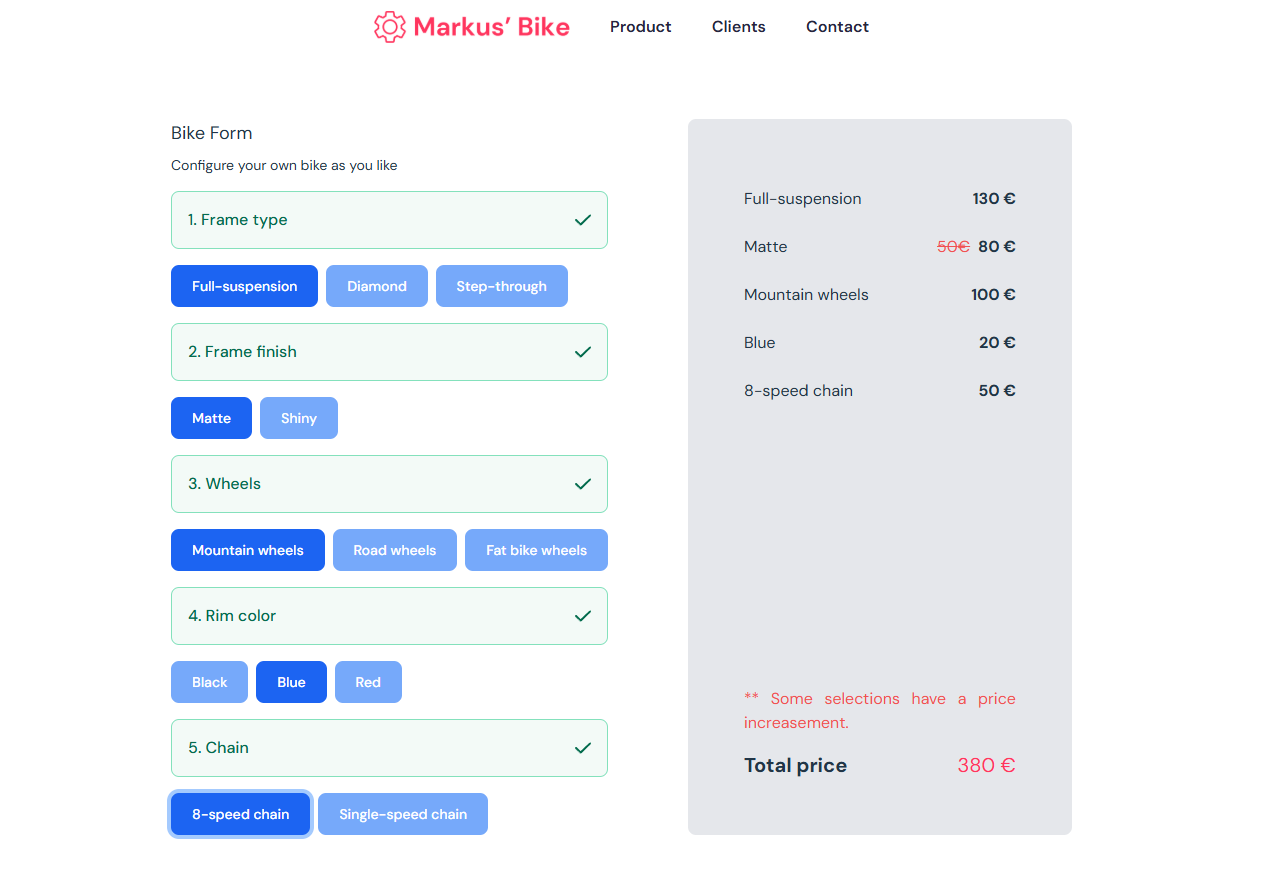 Markus’ Bike Product Clients Contact
Bike Form
Configure your own bike as you like
1. Frame type
Full-suspension Diamond Step-through
2. Frame finish
Matte Shiny
3. Wheels
Mountain wheels Road wheels Fat bike wheels
4. Rim color
Black Blue Red
5. Chain
8-speed chain Single-speed chain
Full-suspension 130 €
Matte 50€ 80 €
Mountain wheels 100 €
Blue 20 €
8-speed chain 50 €
** Some selections have a price
increasement.
Total price 380 €